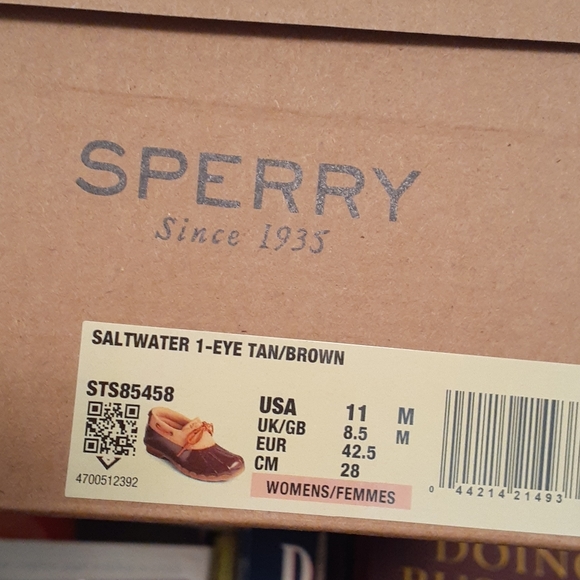 SPERRY
Since 1935
SALTWATER 1-EYE TAN/BROWN
STS85458
4700512392
USA 11 M
UK/GB 8.5 M
EUR 42.5
CM 28
WOMENS/FEMMES
0 44214 21493
DOING